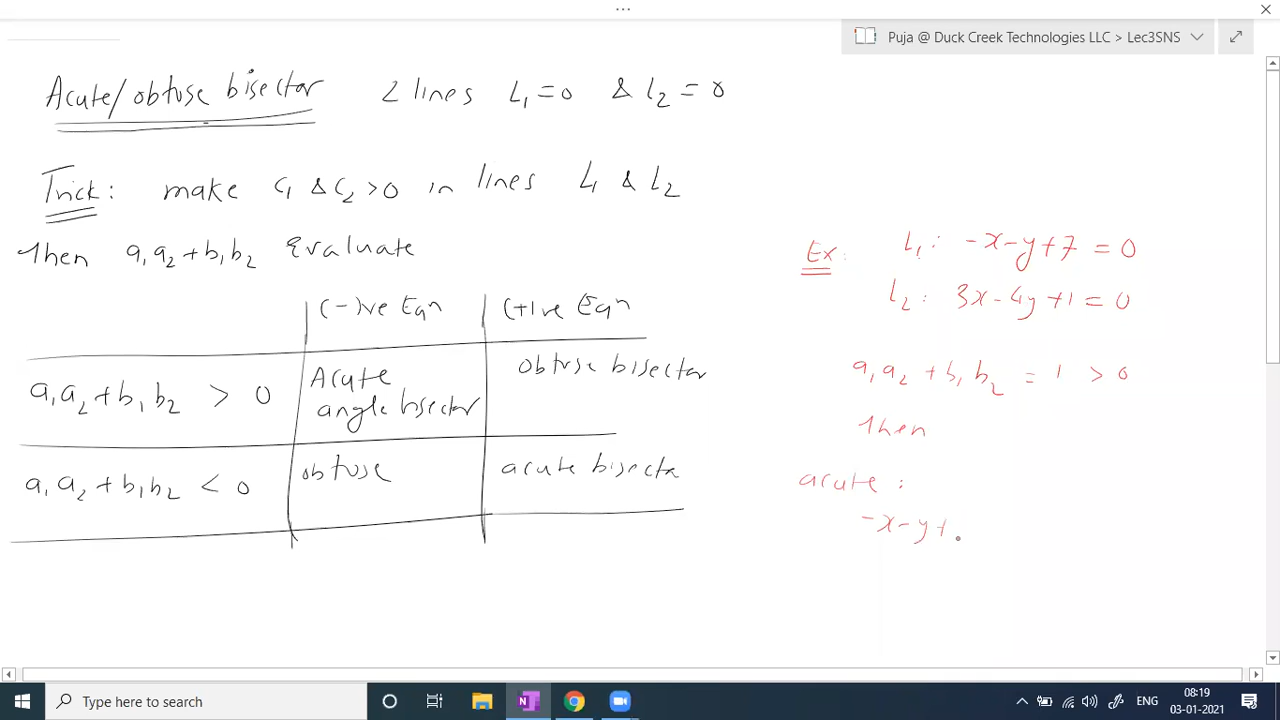 Puja @ Duck Creek Technologies LLC > Lec3SNS
Acute/obtuse bisector 2 lines L₁=0 & L₂=0
Trick: make C₁ & C₂>0 in lines L₁ & L₂
Then a₁a₂+b₁b₂ Evaluate
(-)ve Eqn (+)ve Eqn
a₁a₂+b₁b₂ > 0 Acute angle bisector obtuse bisector
a₁a₂+b₁b₂ < 0 obtuse acute bisecta
Ex: L₁: -x-y+7=0
L₂: 3x-4y+1=0
a₁a₂+b₁b₂ = 1 > 0
Then
acute:
-x-y+
Type here to search
ENG
08:19
03-01-2021